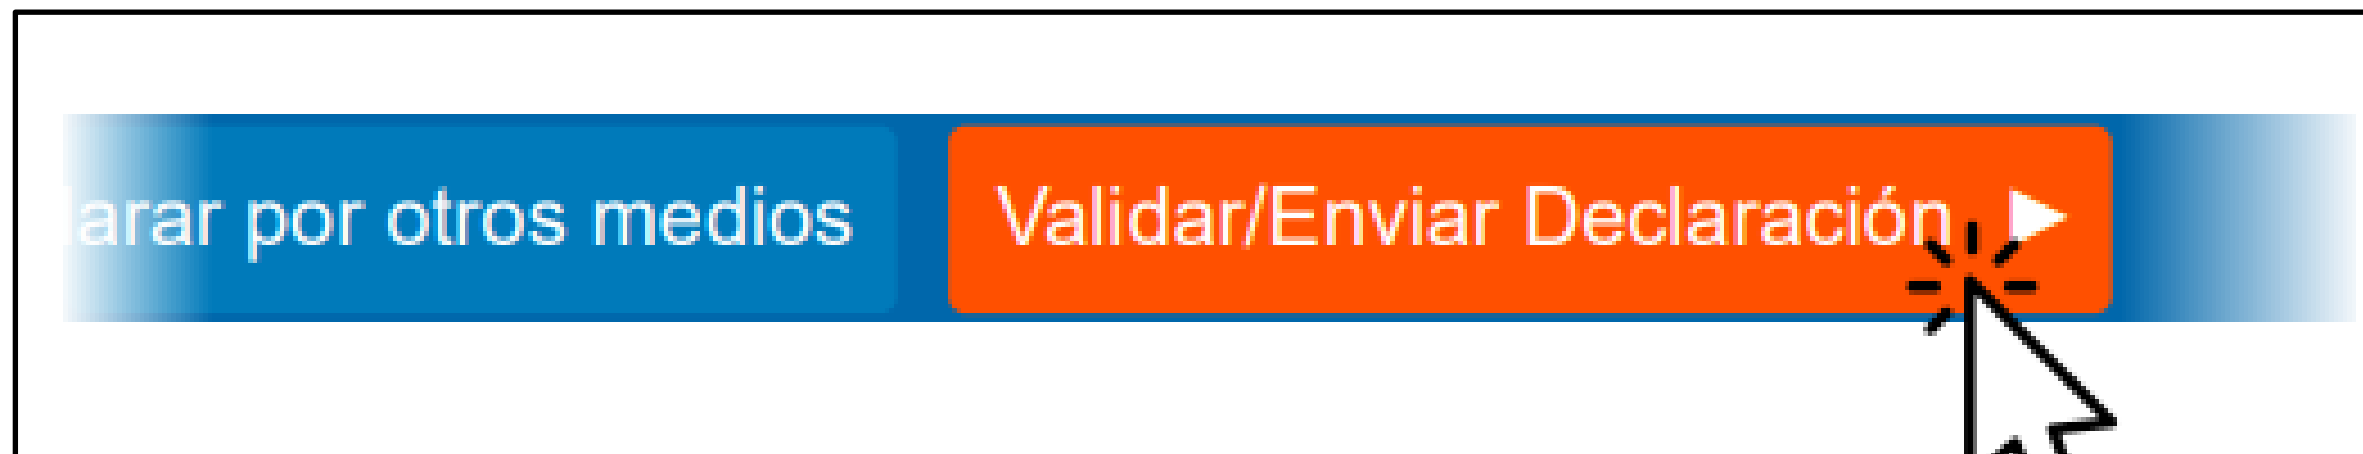 arar por otros medios
Validar/Enviar Declaración ▶